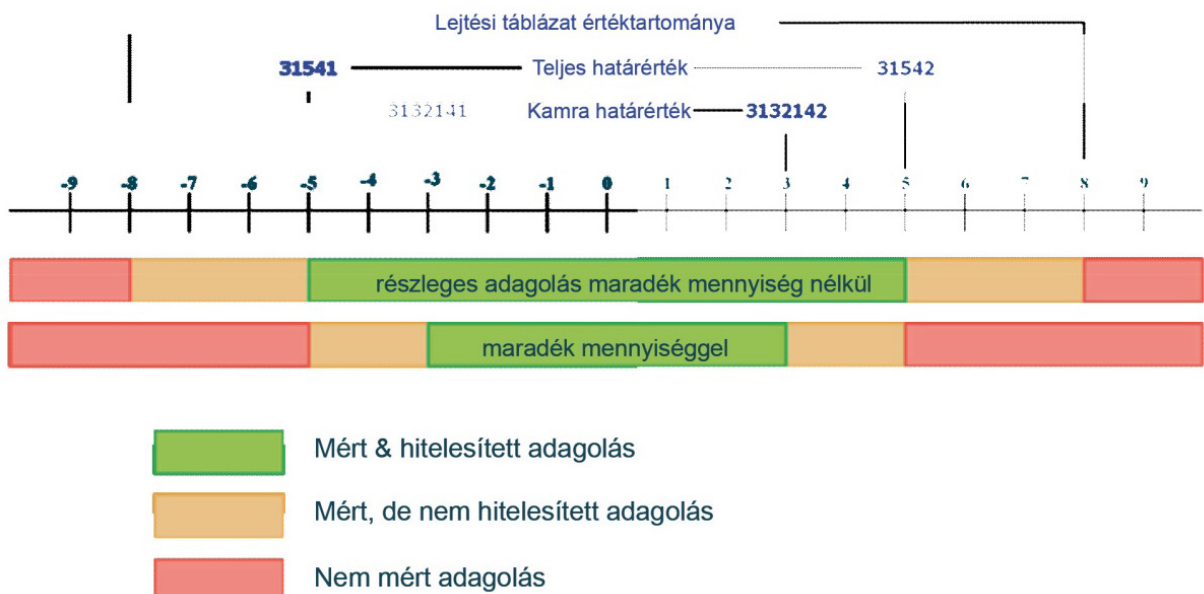 Lejtési táblázat értéktartománya
31541 Teljes határérték 31542
3132141 Kamra határérték 3132142
-9 -8 -7 -6 -5 -4 -3 -2 -1 0 1 2 3 4 5 6 7 8 9
részleges adagolás maradék mennyiség nélkül
maradék mennyiséggel
Mért & hitelesített adagolás
Mért, de nem hitelesített adagolás
Nem mért adagolás